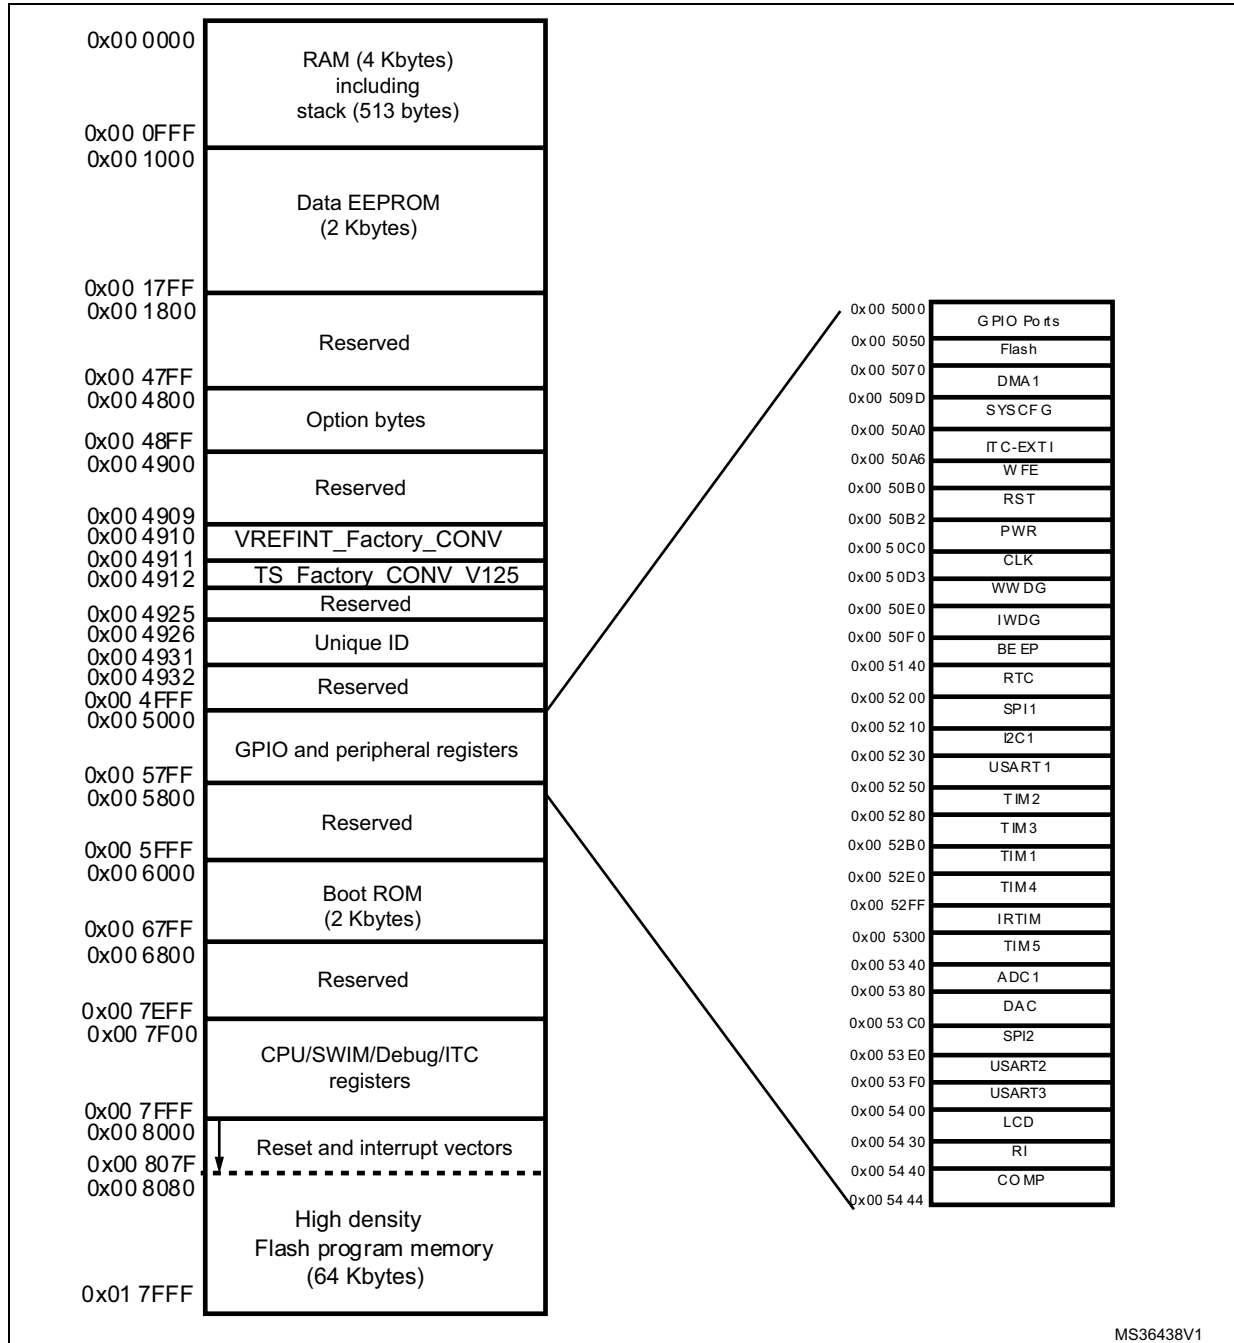 0x00 0000
RAM (4 Kbytes)
including
stack (513 bytes)
0x00 0FFF
0x00 1000
Data EEPROM
(2 Kbytes)
0x00 17FF
0x00 1800
Reserved
0x00 47FF
0x00 4800
Option bytes
0x00 48FF
0x00 4900
Reserved
0x00 4909
0x00 4910
VREFINT_Factory_CONV
0x00 4911
0x00 4912
TS_Factory_CONV_V125
Reserved
0x00 4925
0x00 4926
Unique ID
0x00 4931
0x00 4932
Reserved
0x00 4FFF
0x00 5000
GPIO and peripheral registers
0x00 57FF
0x00 5800
Reserved
0x00 5FFF
0x00 6000
Boot ROM
(2 Kbytes)
0x00 67FF
0x00 6800
Reserved
0x00 7EFF
0x00 7F00
CPU/SWIM/Debug/ITC
registers
0x00 7FFF
0x00 8000
Reset and interrupt vectors
0x00 807F
0x00 8080
High density
Flash program memory
(64 Kbytes)
0x01 7FFF
0x00 5000
GPIO Ports
0x00 5050
Flash
0x00 5070
DMA1
0x00 509D
SYSCFG
0x00 50A0
ITC-EXTI
0x00 50A6
WFE
0x00 50B0
RST
0x00 50B2
PWR
0x00 50C0
CLK
0x00 50D3
WWDG
0x00 50E0
IWDG
0x00 50F0
BEEP
0x00 5140
RTC
0x00 5200
SPI1
0x00 5210
I2C1
0x00 5230
USART1
0x00 5250
TIM2
0x00 5280
TIM3
0x00 52B0
TIM1
0x00 52E0
TIM4
0x00 52FF
IRTIM
0x00 5300
TIM5
0x00 5340
ADC1
0x00 5380
DAC
0x00 53C0
SPI2
0x00 53E0
USART2
0x00 53F0
USART3
0x00 5400
LCD
0x00 5430
RI
0x00 5440
COMP
0x00 5444
MS36438V1